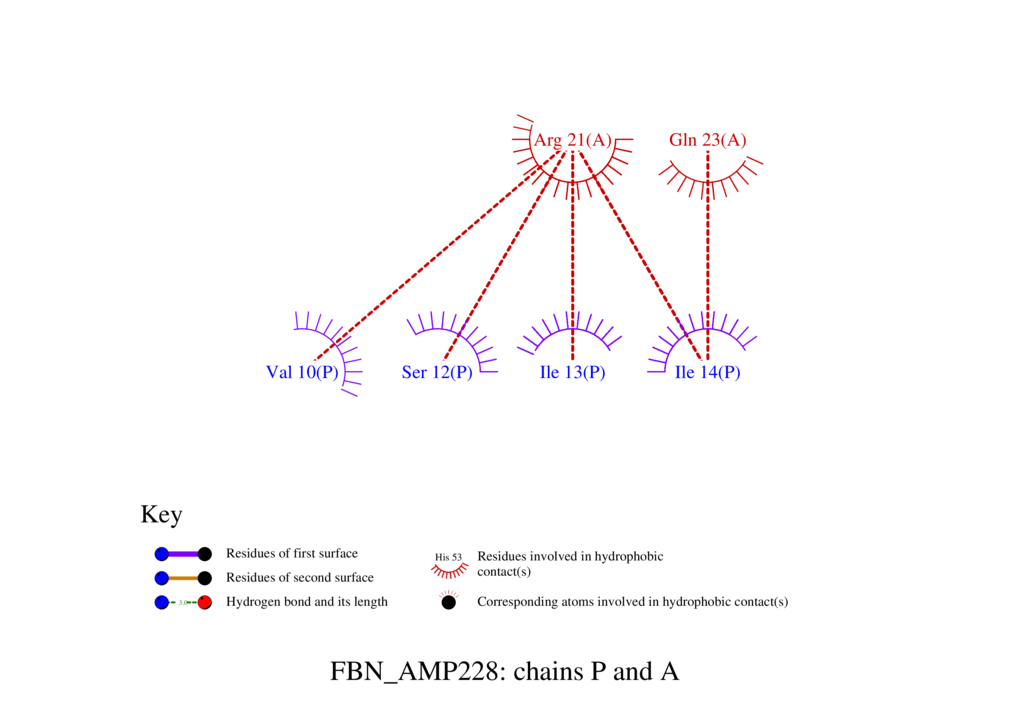 Arg 21(A) Gln 23(A)
Val 10(P) Ser 12(P) Ile 13(P) Ile 14(P)
Key
Residues of first surface
Residues of second surface
3.0
Hydrogen bond and its length
His 53
Residues involved in hydrophobic
contact(s)
Corresponding atoms involved in hydrophobic contact(s)
FBN_AMP228: chains P and A